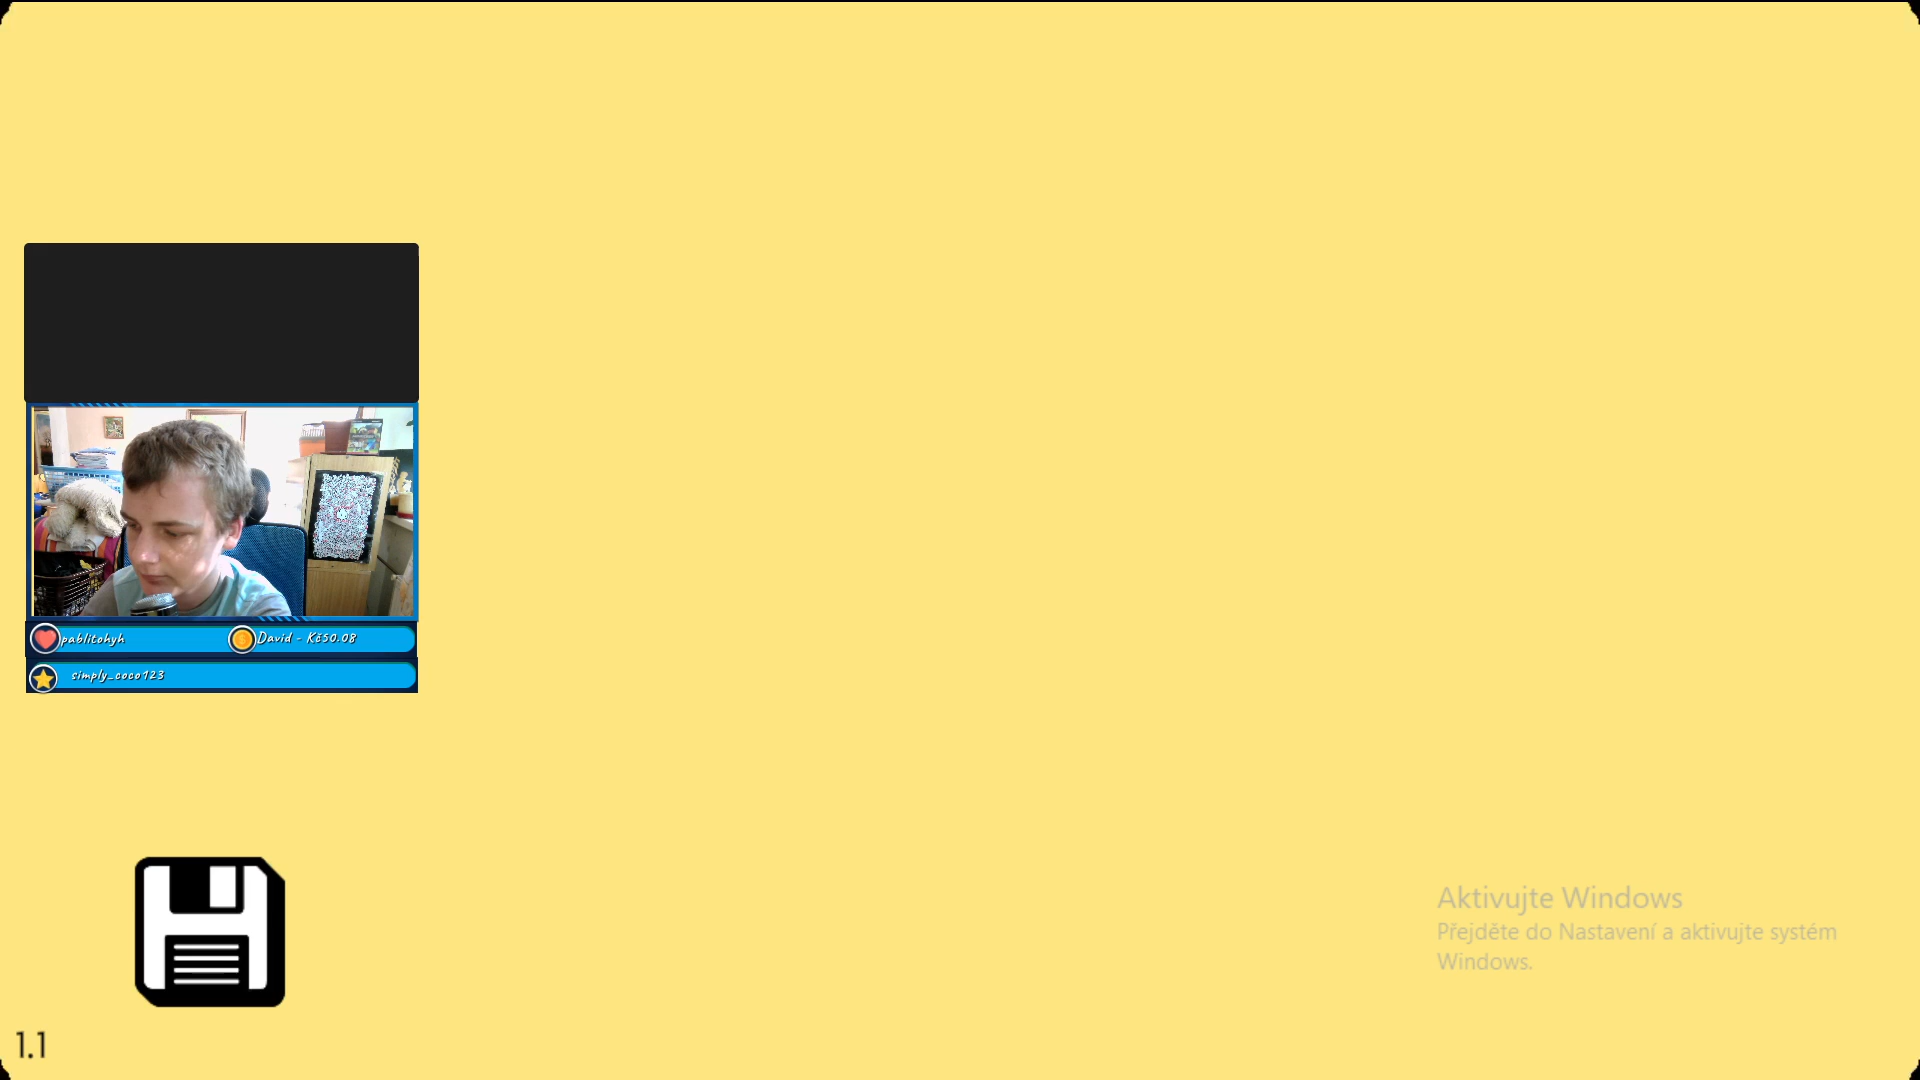 pablitohyh
David - Kč50.08
simply_coco123
Aktivujte Windows
Přejděte do Nastavení a aktivujte systém
Windows.
1.1